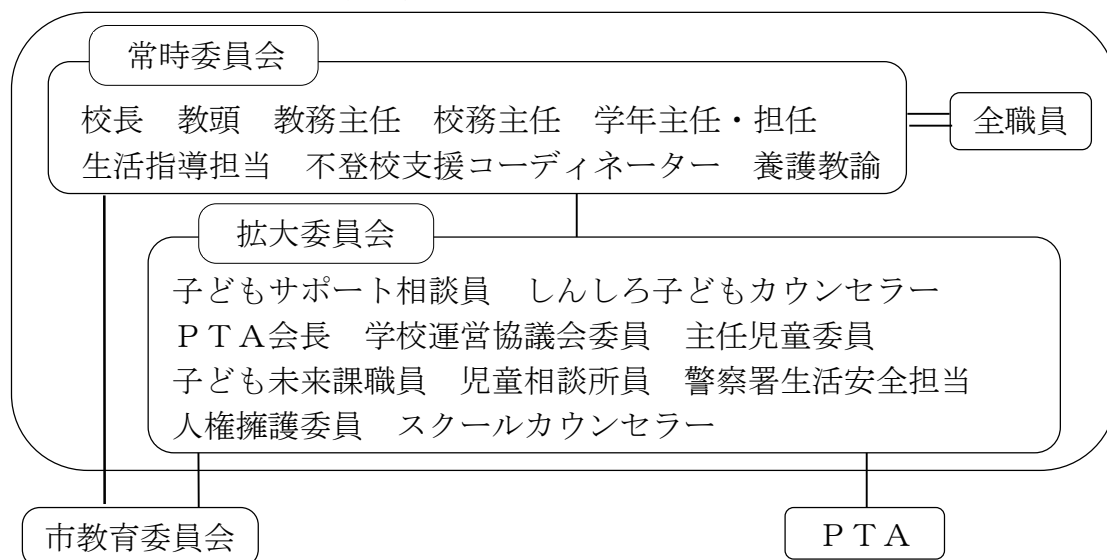 常時委員会
校長　教頭　教務主任　校務主任　学年主任・担任
生活指導担当　不登校支援コーディネーター　養護教諭
全職員
拡大委員会
子どもサポート相談員　しんしろ子どもカウンセラー
ＰＴＡ会長　学校運営協議会委員　主任児童委員
子ども未来課職員　児童相談所員　警察署生活安全担当
人権擁護委員　スクールカウンセラー
市教育委員会
ＰＴＡ